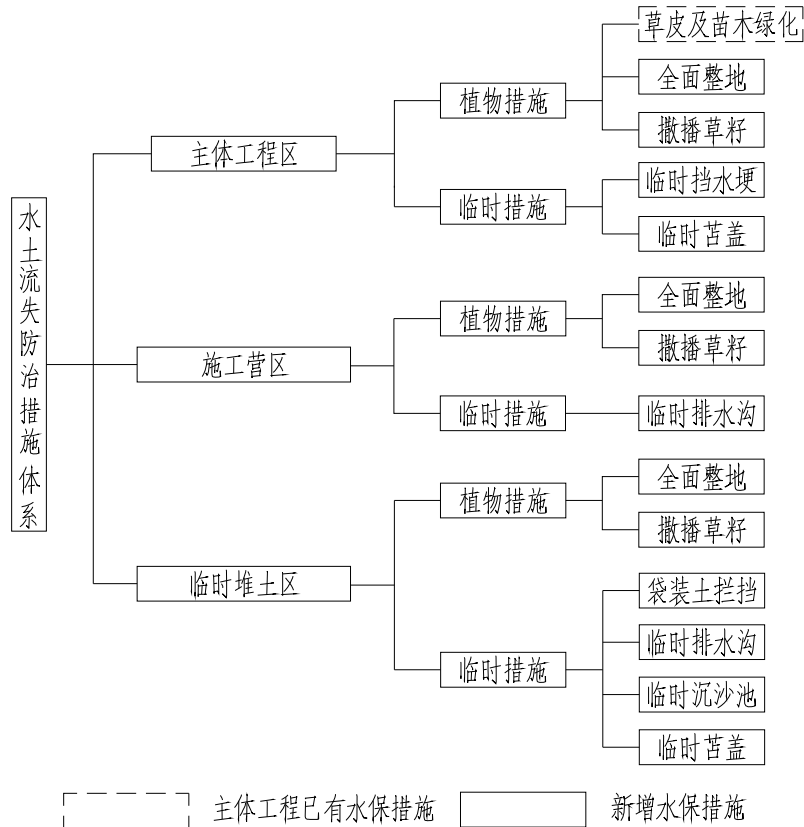 水土流失防治措施体系
主体工程区
植物措施
草皮及苗木绿化
全面整地
撒播草籽
临时措施
临时挡水埂
临时苫盖
施工营区
植物措施
全面整地
撒播草籽
临时措施
临时排水沟
临时堆土区
植物措施
全面整地
撒播草籽
临时措施
袋装土拦挡
临时排水沟
临时沉沙池
临时苫盖
主体工程已有水保措施
新增水保措施